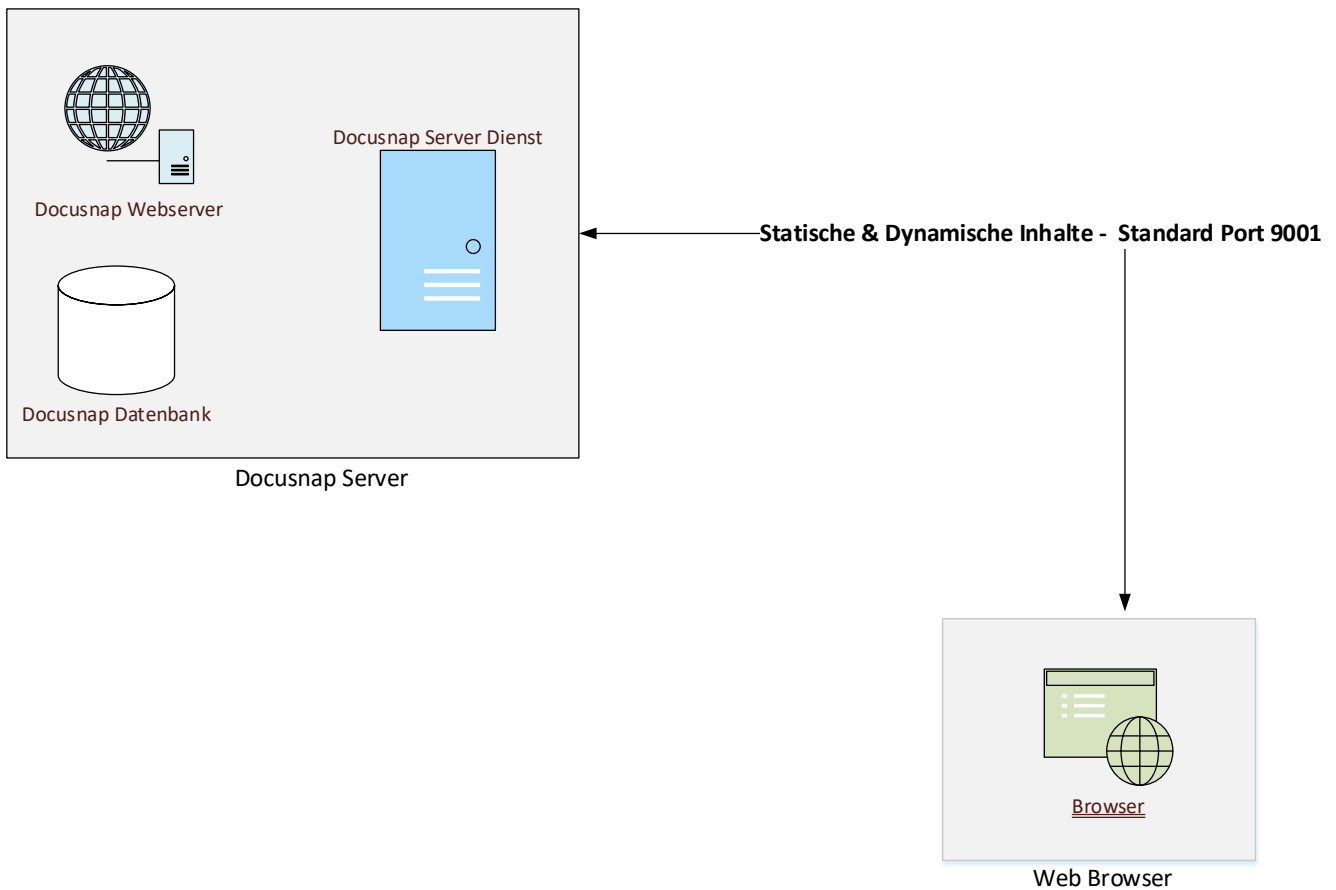 Docusnap Server Dienst
Docusnap Webserver
Statische & Dynamische Inhalte -  Standard Port 9001
Docusnap Datenbank
Docusnap Server
Browser
Web Browser